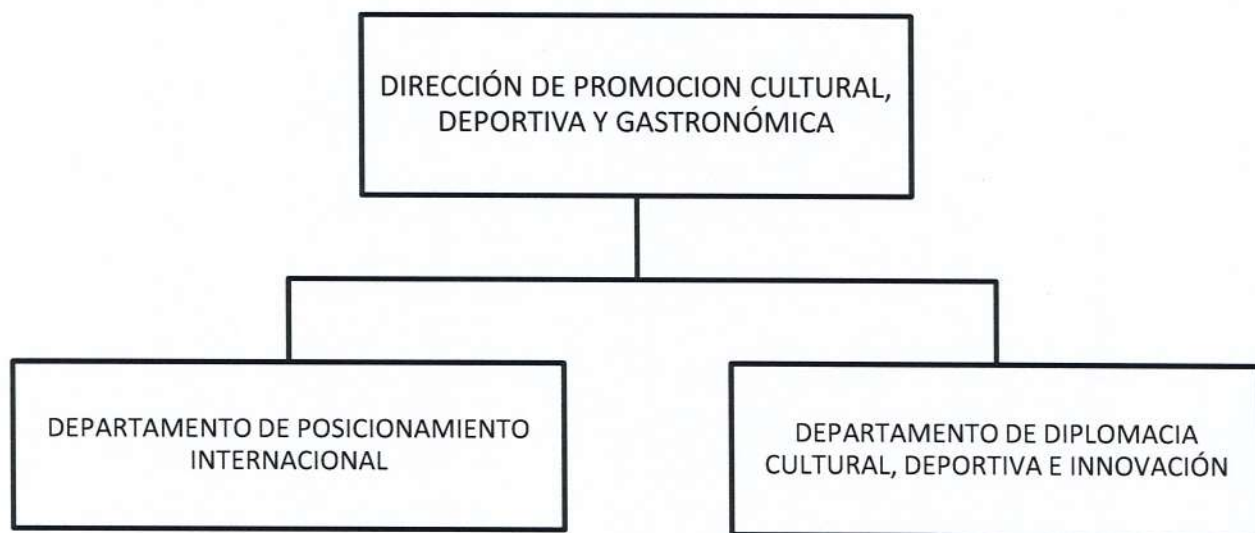 DIRECCIÓN DE PROMOCION CULTURAL,
DEPORTIVA Y GASTRONÓMICA
DEPARTAMENTO DE POSICIONAMIENTO
INTERNACIONAL
DEPARTAMENTO DE DIPLOMACIA
CULTURAL, DEPORTIVA E INNOVACIÓN